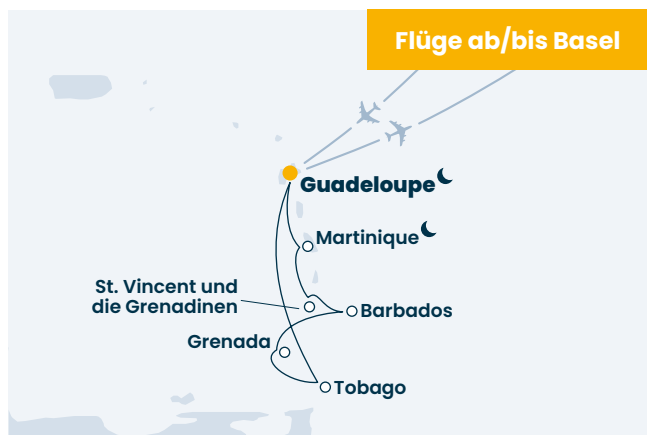 Flüge ab/bis Basel
Guadeloupe
Martinique
St. Vincent und
die Grenadinen
Barbados
Grenada
Tobago